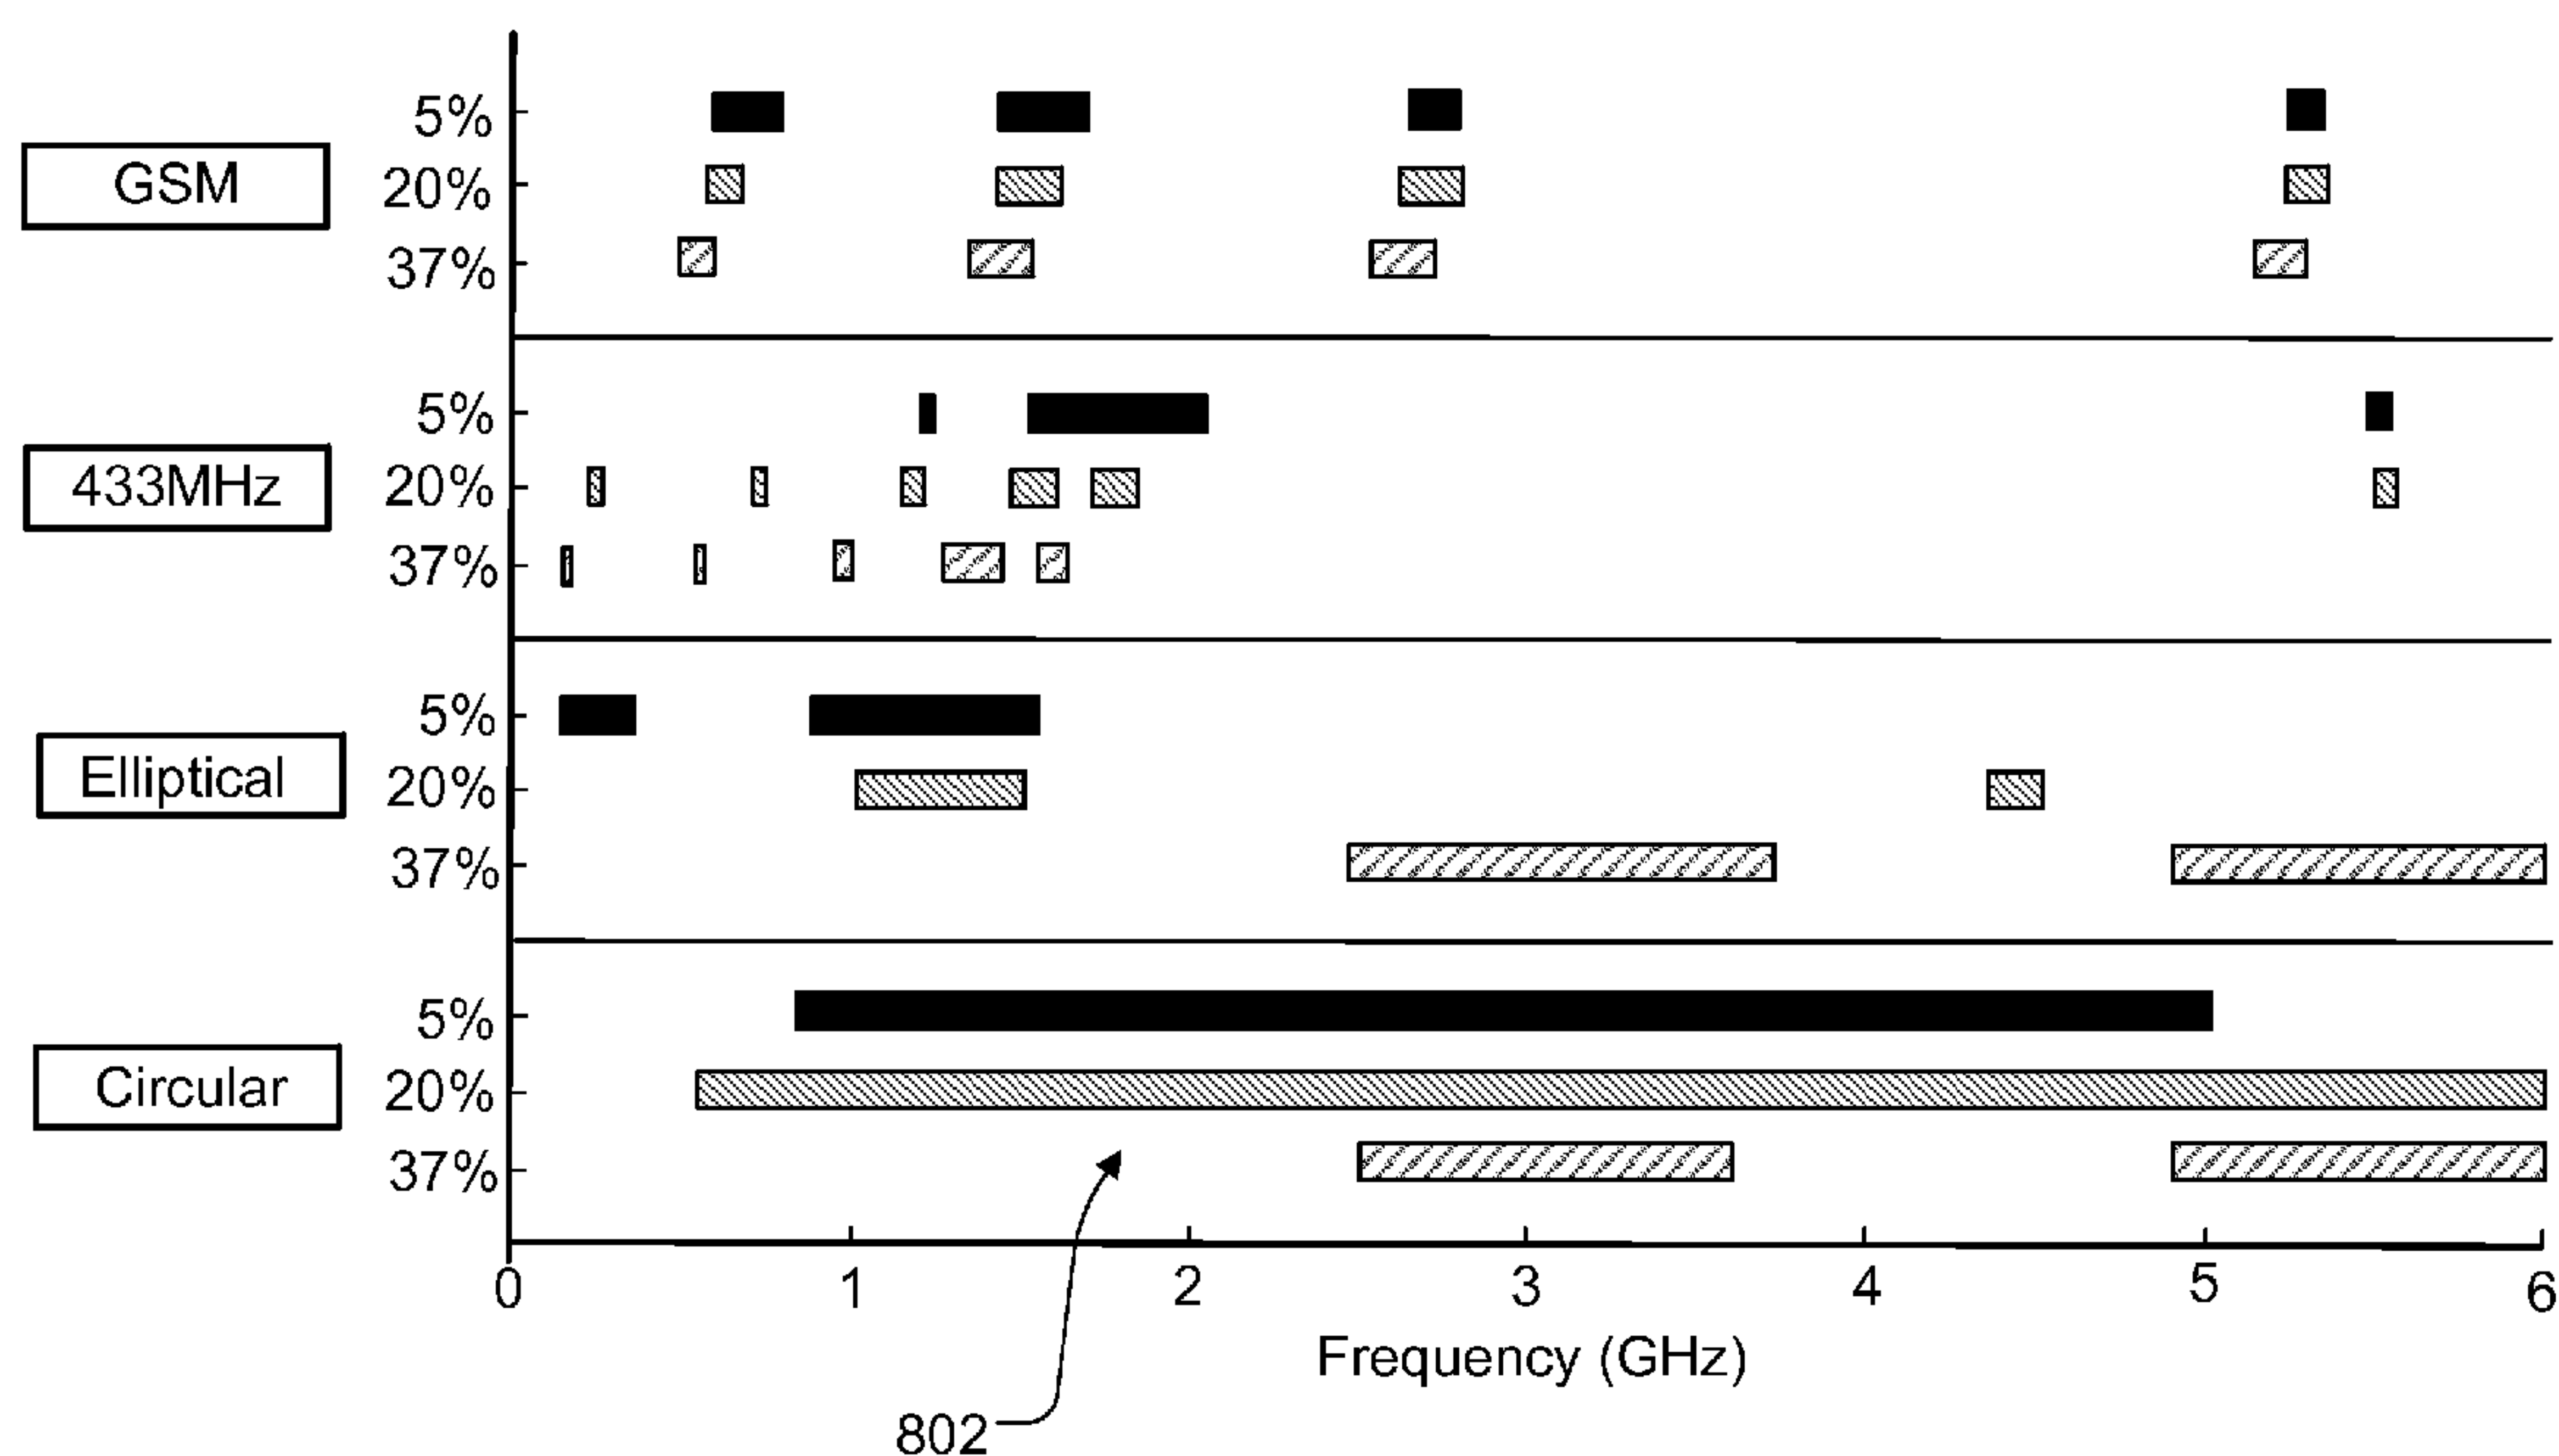 5%
GSM 20%
37%
5%
433MHz 20%
37%
5%
Elliptical 20%
37%
5%
Circular 20%
37%
0 1 2 3 4 5 6
Frequency (GHz)
802